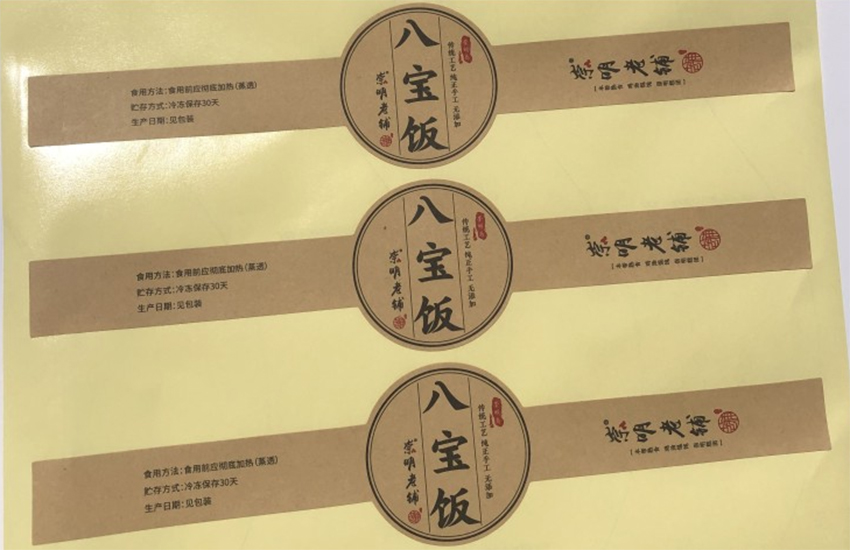 食用方法:食用前应彻底加热(蒸透)
贮存方式:冷冻保存30天
生产日期:见包装
八宝饭
传统工艺 纯正手工 无添加
崇明老铺
崇明老铺
食用方法:食用前应彻底加热(蒸透)
贮存方式:冷冻保存30天
生产日期:见包装
八宝饭
传统工艺 纯正手工 无添加
崇明老铺
崇明老铺
食用方法:食用前应彻底加热(蒸透)
贮存方式:冷冻保存30天
生产日期:见包装
八宝饭
传统工艺 纯正手工 无添加
崇明老铺
崇明老铺